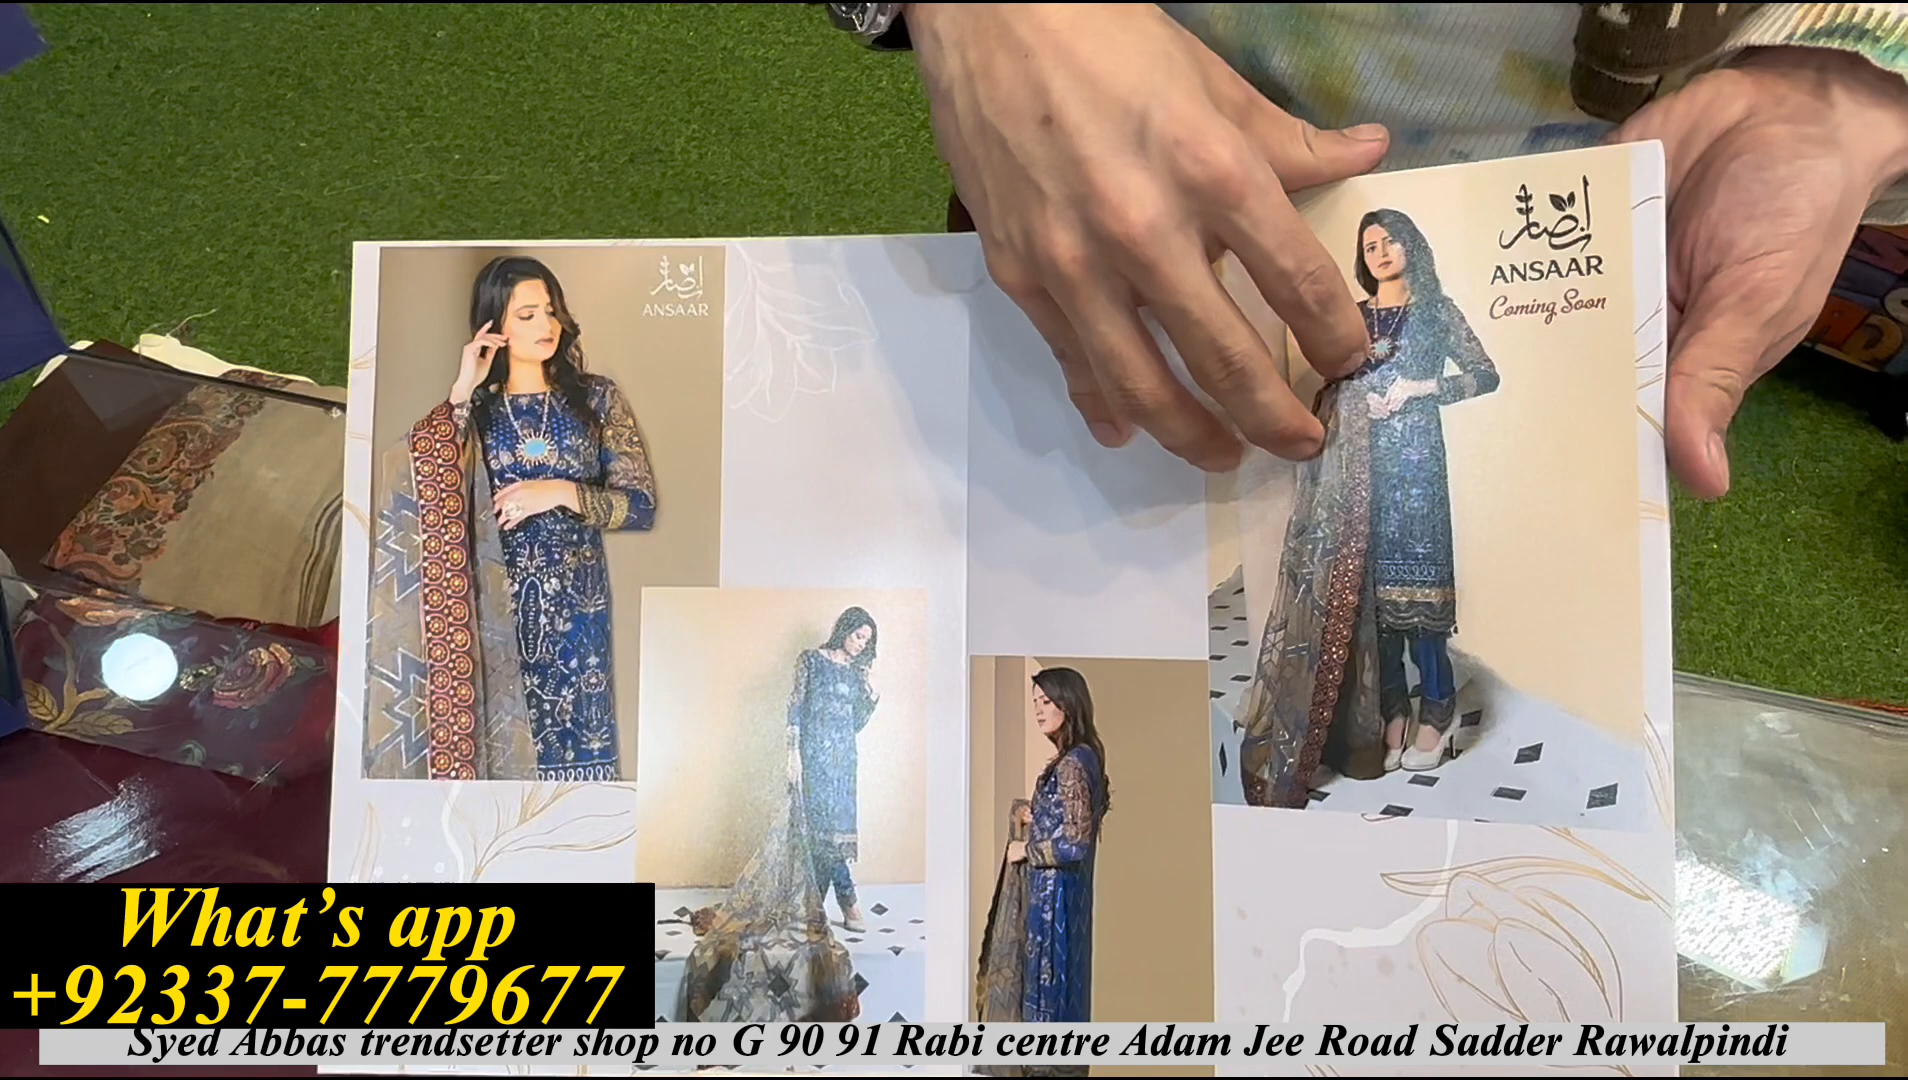 انصار
ANSAAR
انصار
ANSAAR
Coming Soon
What’s app
+92337-7779677
Syed Abbas trendsetter shop no G 90 91 Rabi centre Adam Jee Road Sadder Rawalpindi